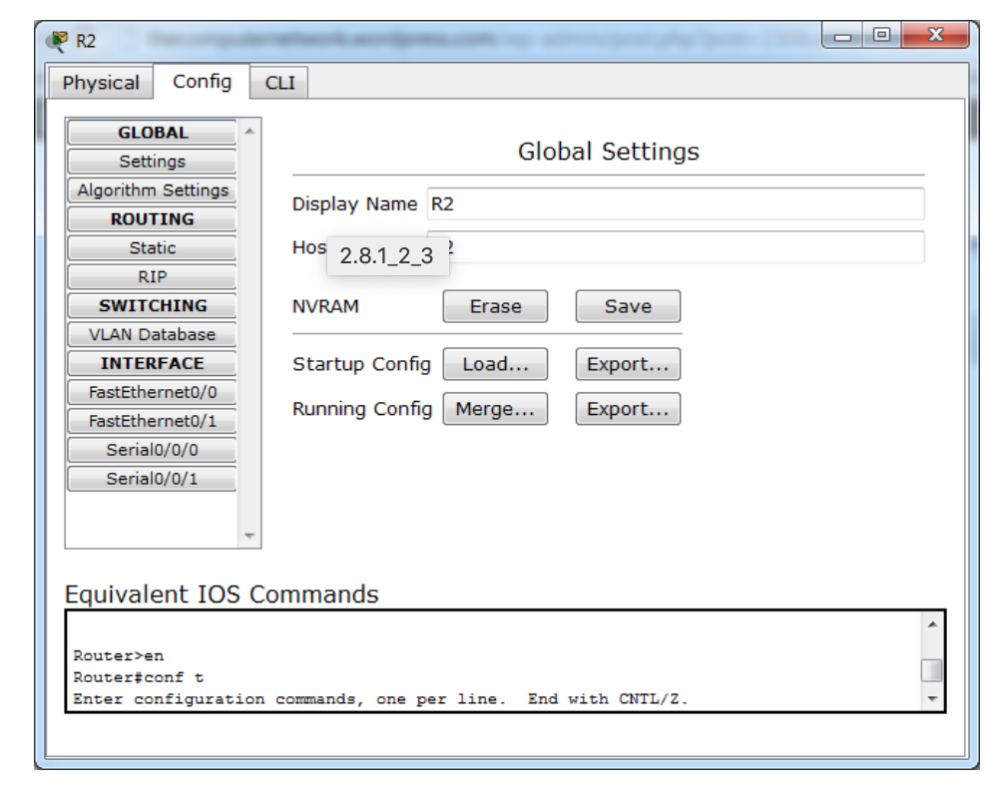 R2
Physical Config CLI
GLOBAL
Settings
Algorithm Settings
ROUTING
Static
RIP
SWITCHING
VLAN Database
INTERFACE
FastEthernet0/0
FastEthernet0/1
Serial0/0/0
Serial0/0/1
Global Settings
Display Name R2
Hos 2
2.8.1_2_3
NVRAM Erase Save
Startup Config Load... Export...
Running Config Merge... Export...
Equivalent IOS Commands
Router>en
Router#conf t
Enter configuration commands, one per line. End with CNTL/Z.